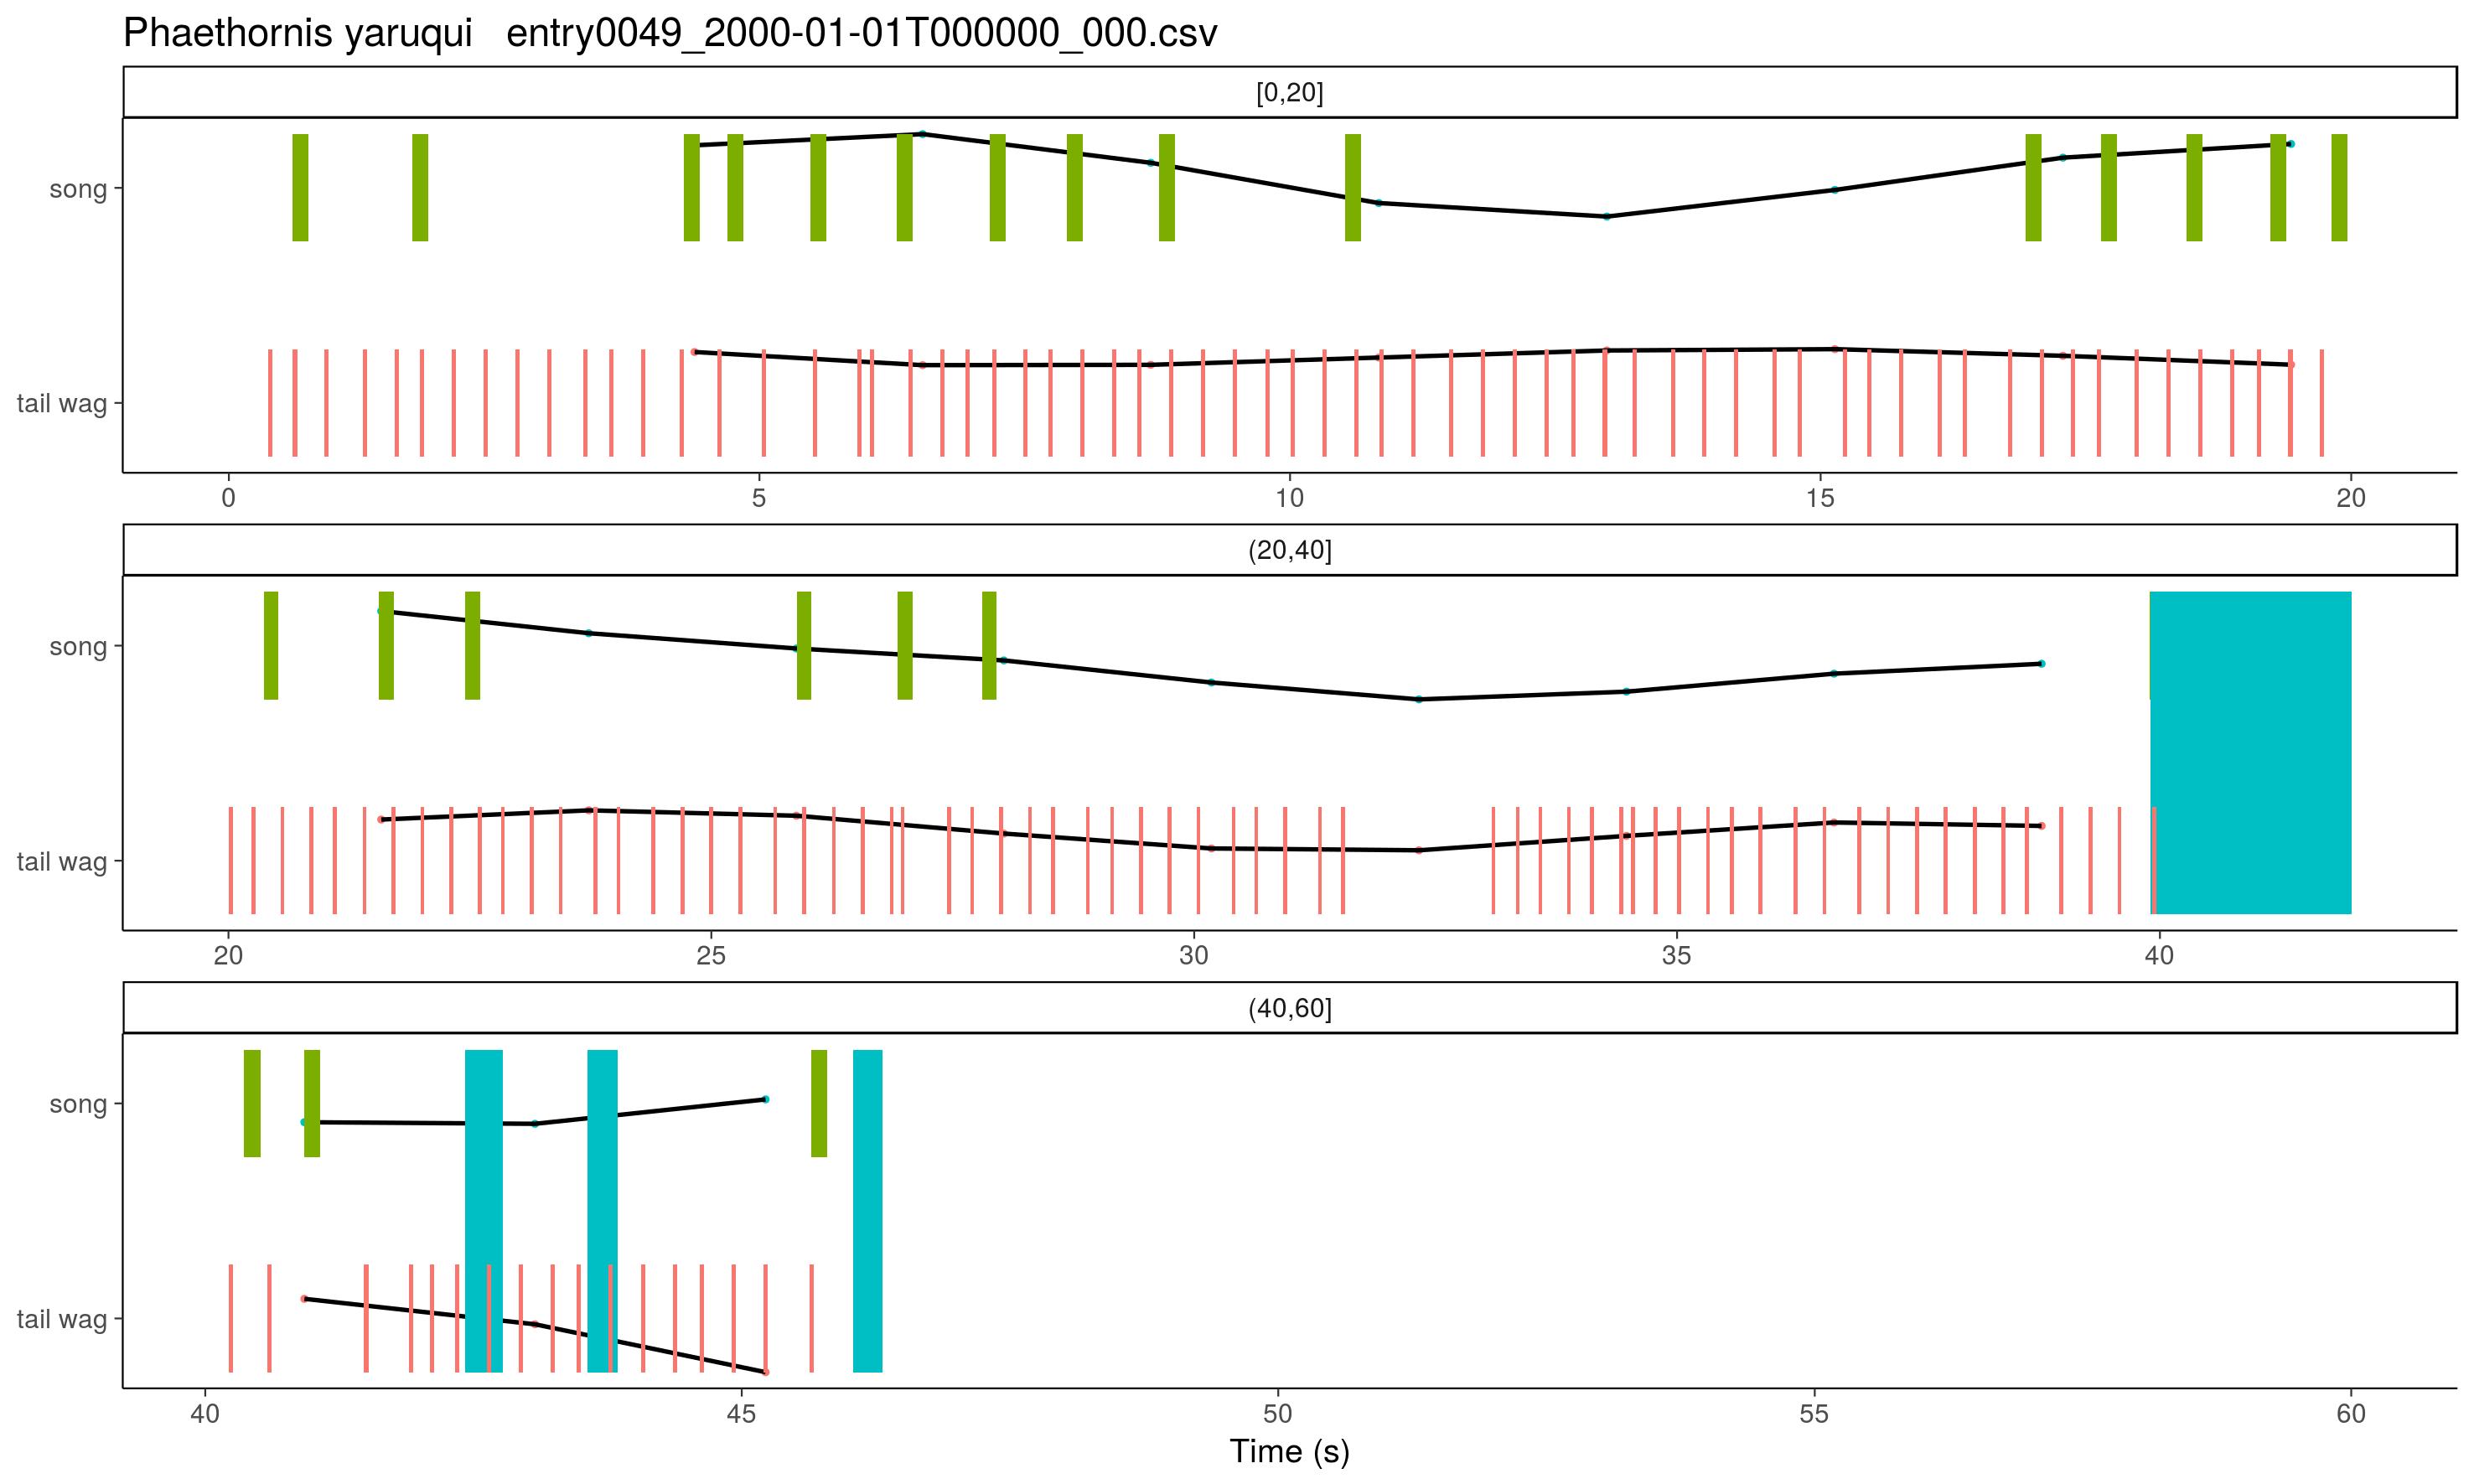 Phaethornis yaruqui   entry0049_2000-01-01T000000_000.csv
[0,20]
song
tail wag
0 5 10 15 20
(20,40]
song
tail wag
20 25 30 35 40
(40,60]
song
tail wag
40 45 50 55 60
Time (s)